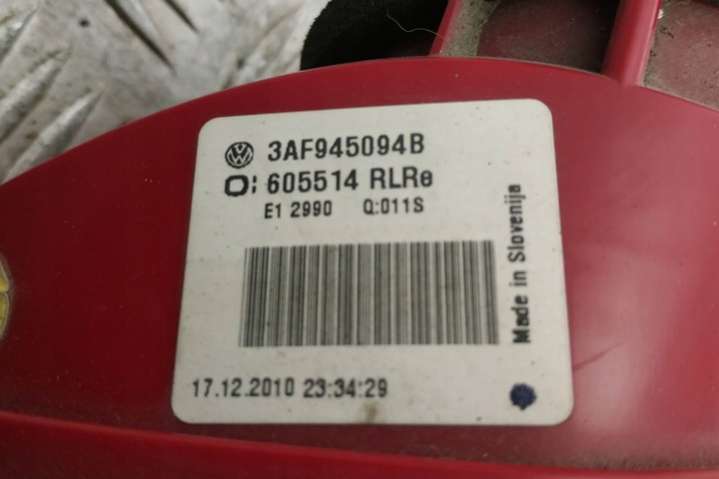 3AF945094B
O: 605514 RLRe
E1 2990 Q:011S
Made in Slovenija
17.12.2010 23:34:29